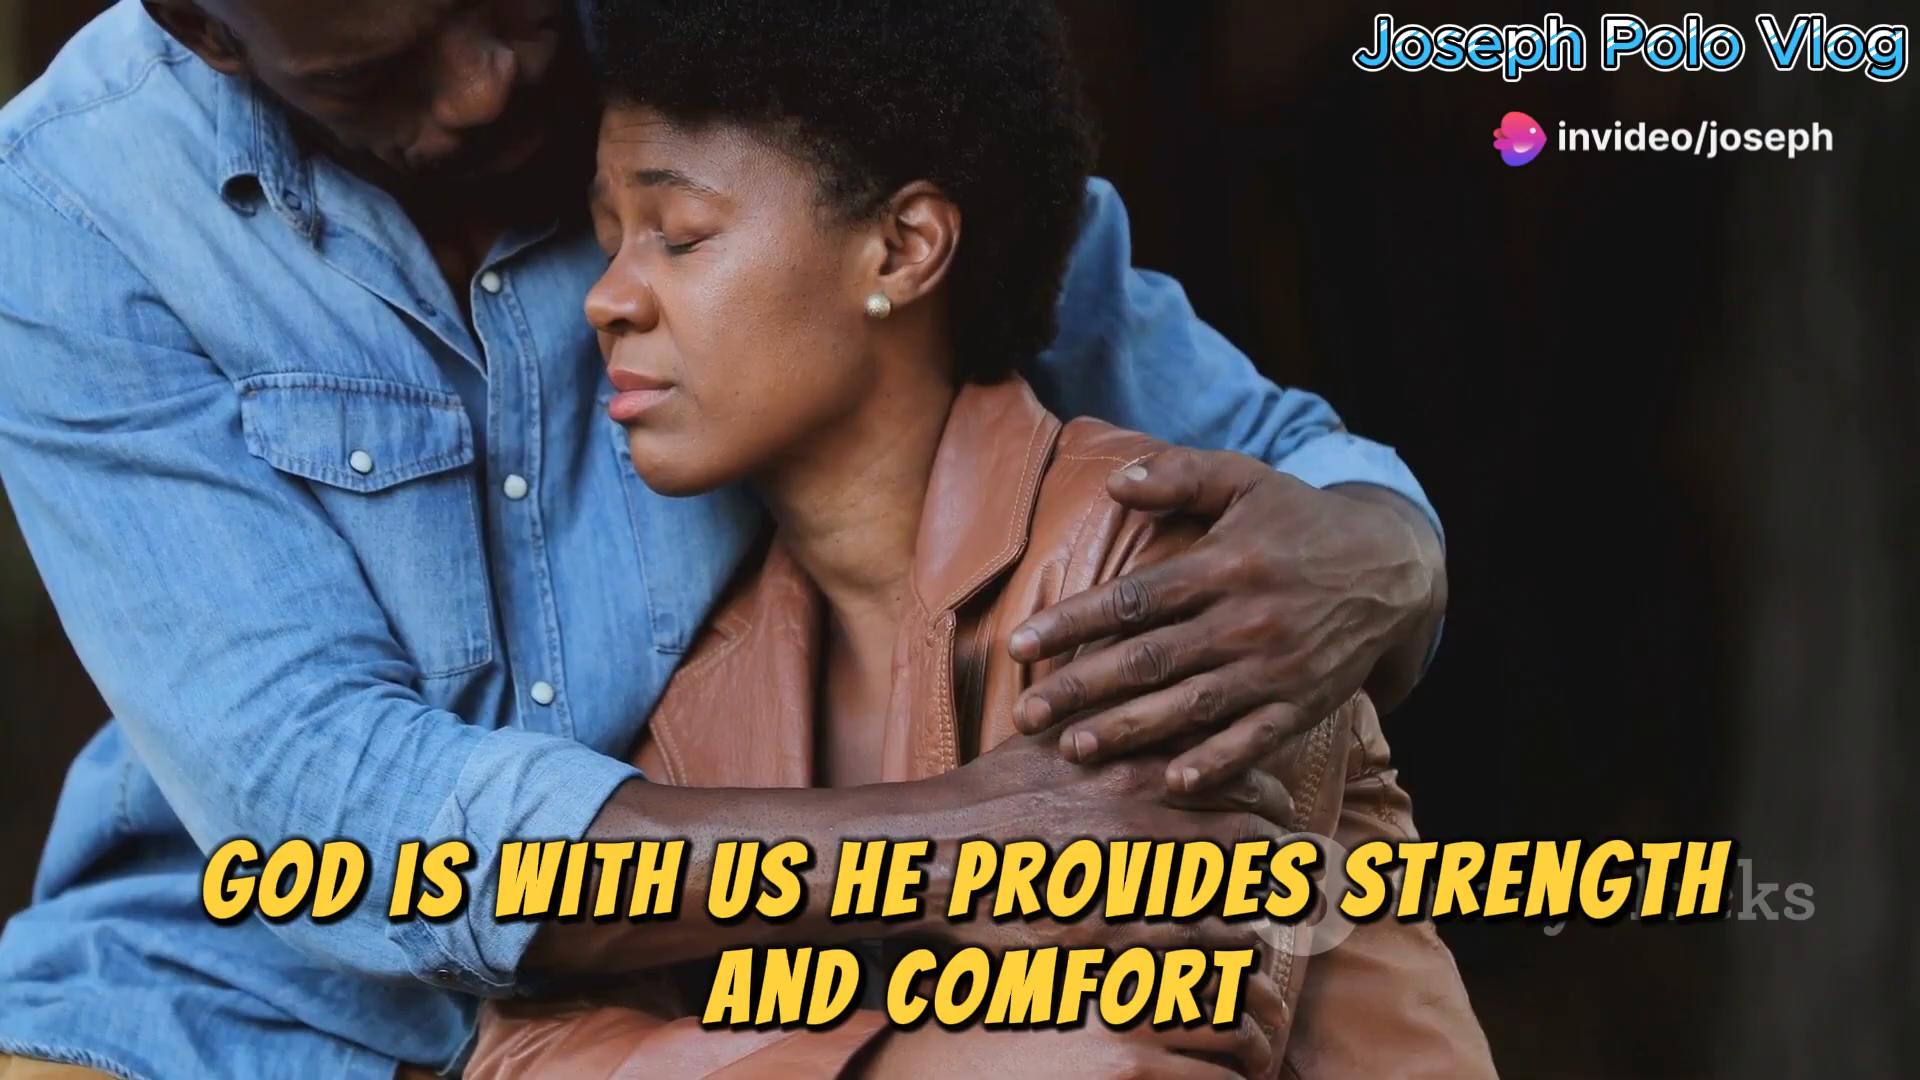 Joseph Polo Vlog
invideo/joseph
GOD IS WITH US HE PROVIDES STRENGTH
AND COMFORT